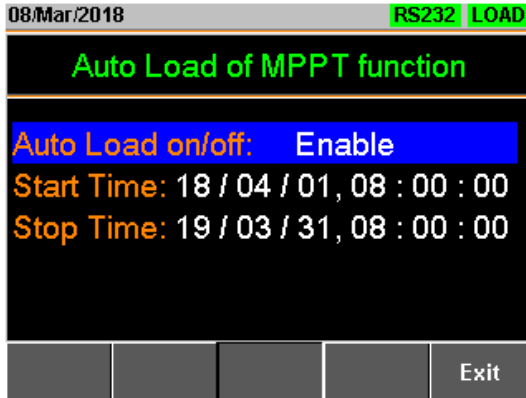 08/Mar/2018 RS232 LOAD
Auto Load of MPPT function
Auto Load on/off: Enable
Start Time: 18 / 04 / 01, 08 : 00 : 00
Stop Time: 19 / 03 / 31, 08 : 00 : 00
Exit